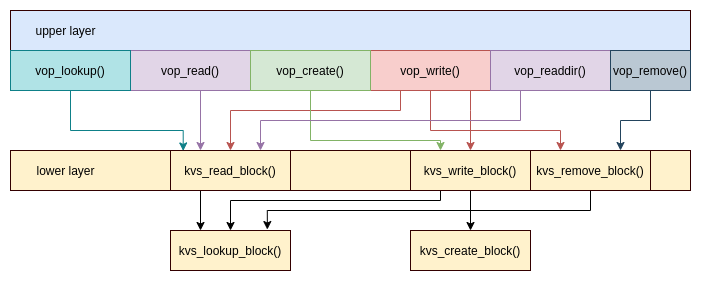 upper layer
vop_lookup()
vop_read()
vop_create()
vop_write()
vop_readdir()
vop_remove()
lower layer
kvs_read_block()
kvs_write_block()
kvs_remove_block()
kvs_lookup_block()
kvs_create_block()